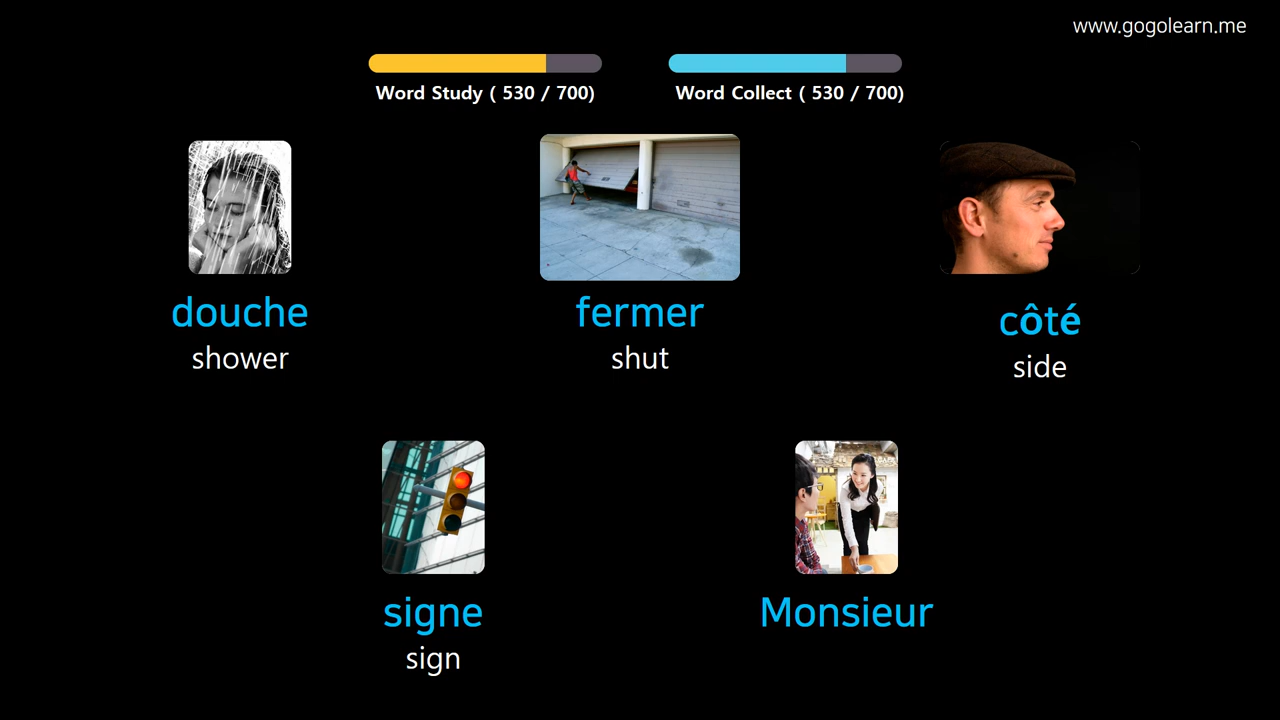 www.gogolearn.me
Word Study ( 530 / 700)
Word Collect ( 530 / 700)
douche
shower
fermer
shut
côté
side
signe
sign
Monsieur